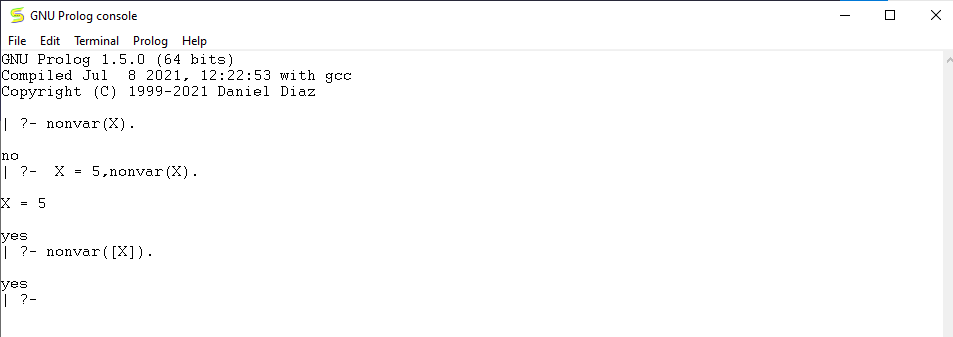 GNU Prolog console
File Edit Terminal Prolog Help
GNU Prolog 1.5.0 (64 bits)
Compiled Jul  8 2021, 12:22:53 with gcc
Copyright (C) 1999-2021 Daniel Diaz
| ?- nonvar(X).
no
| ?-  X = 5,nonvar(X).
X = 5
yes
| ?- nonvar([X]).
yes
| ?-